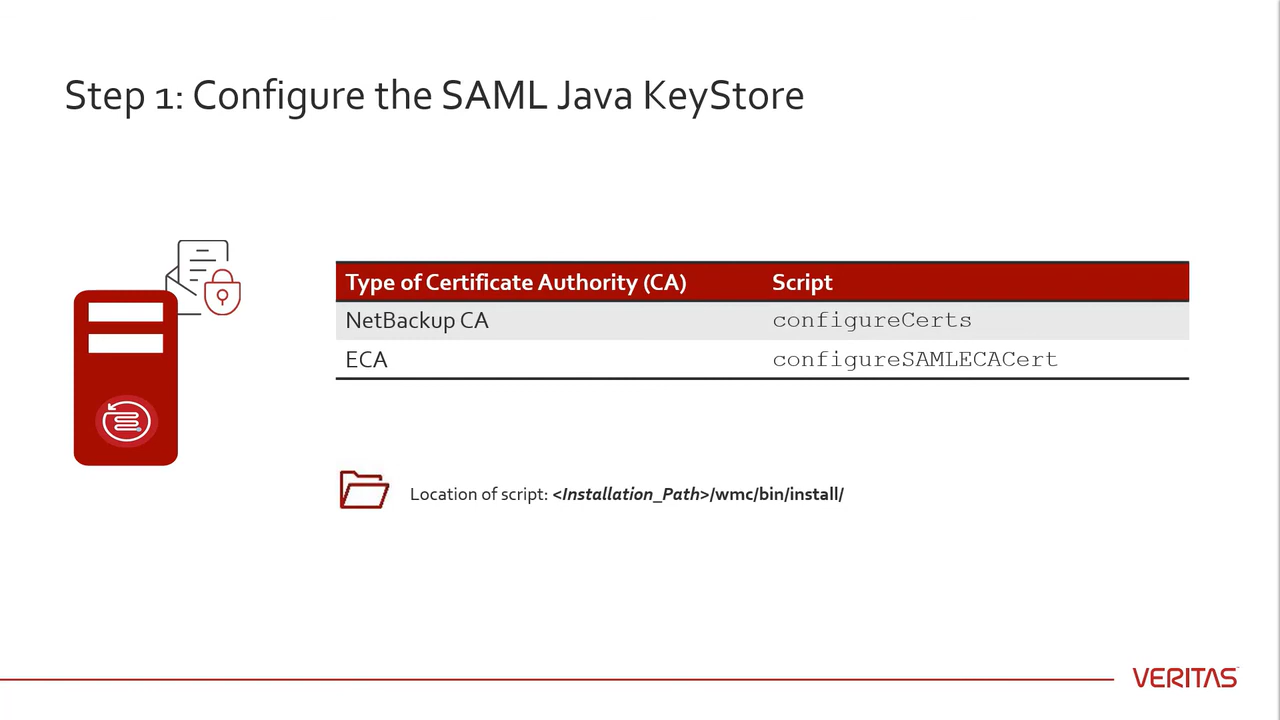 Step 1: Configure the SAML Java KeyStore
Type of Certificate Authority (CA) Script
NetBackup CA configureCerts
ECA configureSAMLECACert
Location of script: <Installation_Path>/wmc/bin/install/
VERITAS